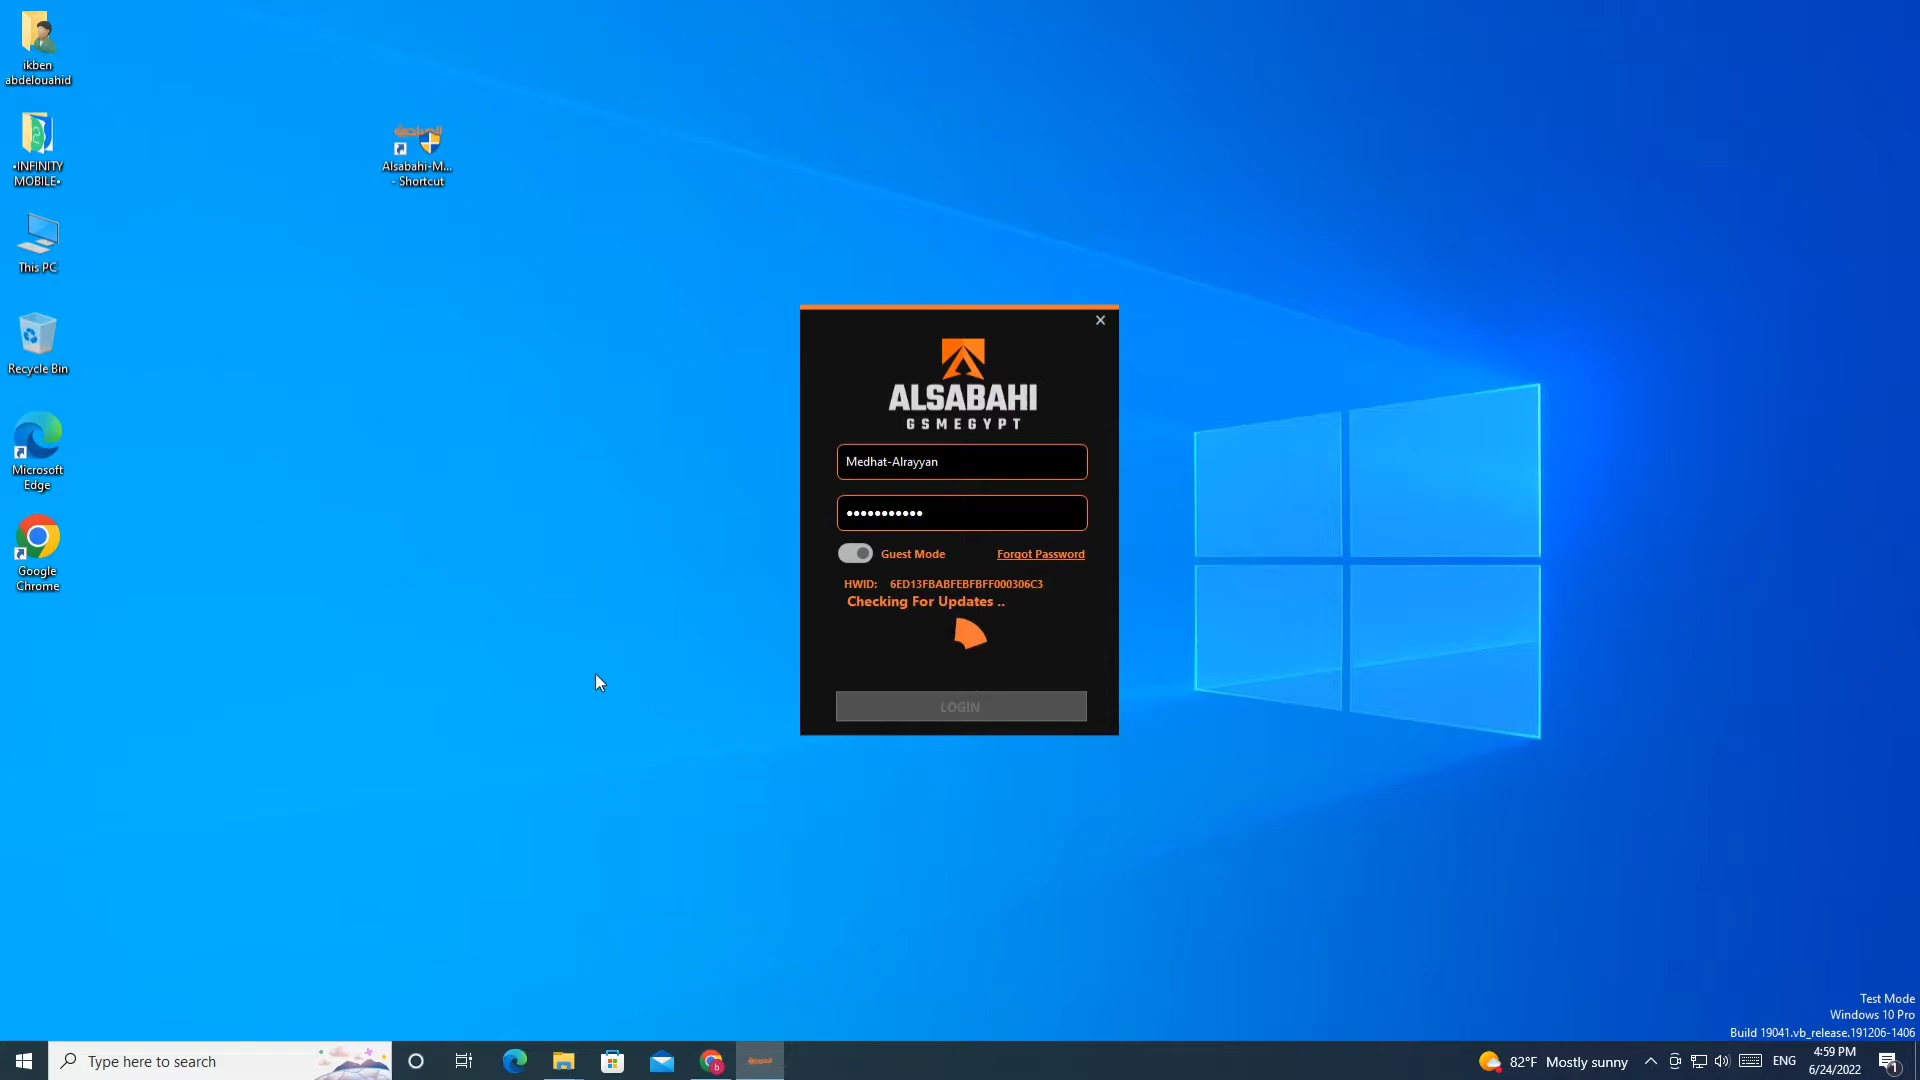 ikben
abdelouahid
•INFINITY
MOBILE•
This PC
Recycle Bin
Microsoft
Edge
Google
Chrome
Alsabahi-M...
- Shortcut
ALSABAHI
GSMEGYPT
Medhat-Alrayyan
•••••••••••
Guest Mode
Forgot Password
HWID: 6ED13FBABFEBFBFF000306C3
Checking For Updates ..
LOGIN
Test Mode
Windows 10 Pro
Build 19041.vb_release.191206-1406
Type here to search
b
82°F Mostly sunny
ENG
4:59 PM
6/24/2022
1